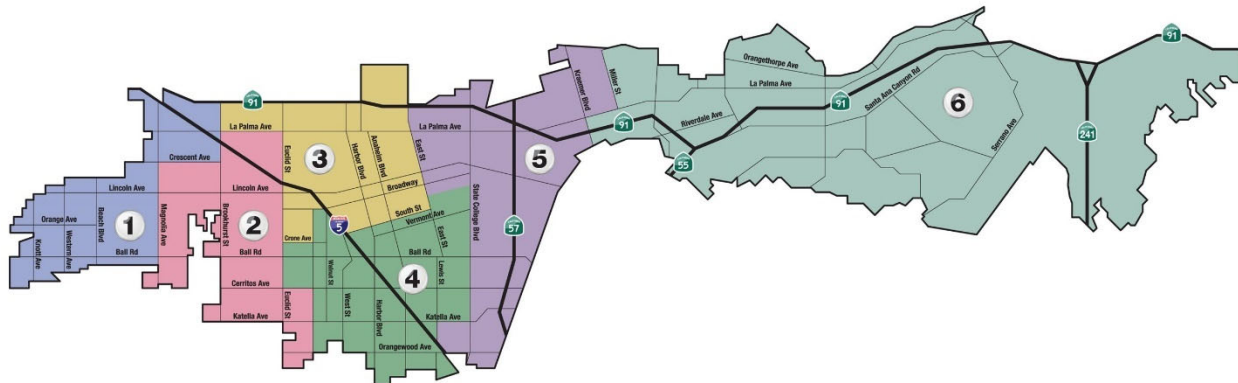 91
91
Orangethorpe Ave
La Palma Ave
Kraemer Blvd
Miller St
91
Santa Ana Canyon Rd
91
La Palma Ave
La Palma Ave
Riverdale Ave
91
6
Serrano Ave
241
55
Crescent Ave
Euclid St
3
Harbor Blvd
Anaheim Blvd
East St
5
Lincoln Ave
Lincoln Ave
Broadway
State College Blvd
Orange Ave
Beach Blvd
1
Magnolia Ave
Brookhurst St
2
South St
Vermont Ave
5
57
Crone Ave
East St
Knott Ave
Western Ave
Ball Rd
Ball Rd
Ball Rd
Walnut St
4
Lewis St
Cerritos Ave
Euclid St
West St
Harbor Blvd
Katella Ave
Katella Ave
Orangewood Ave